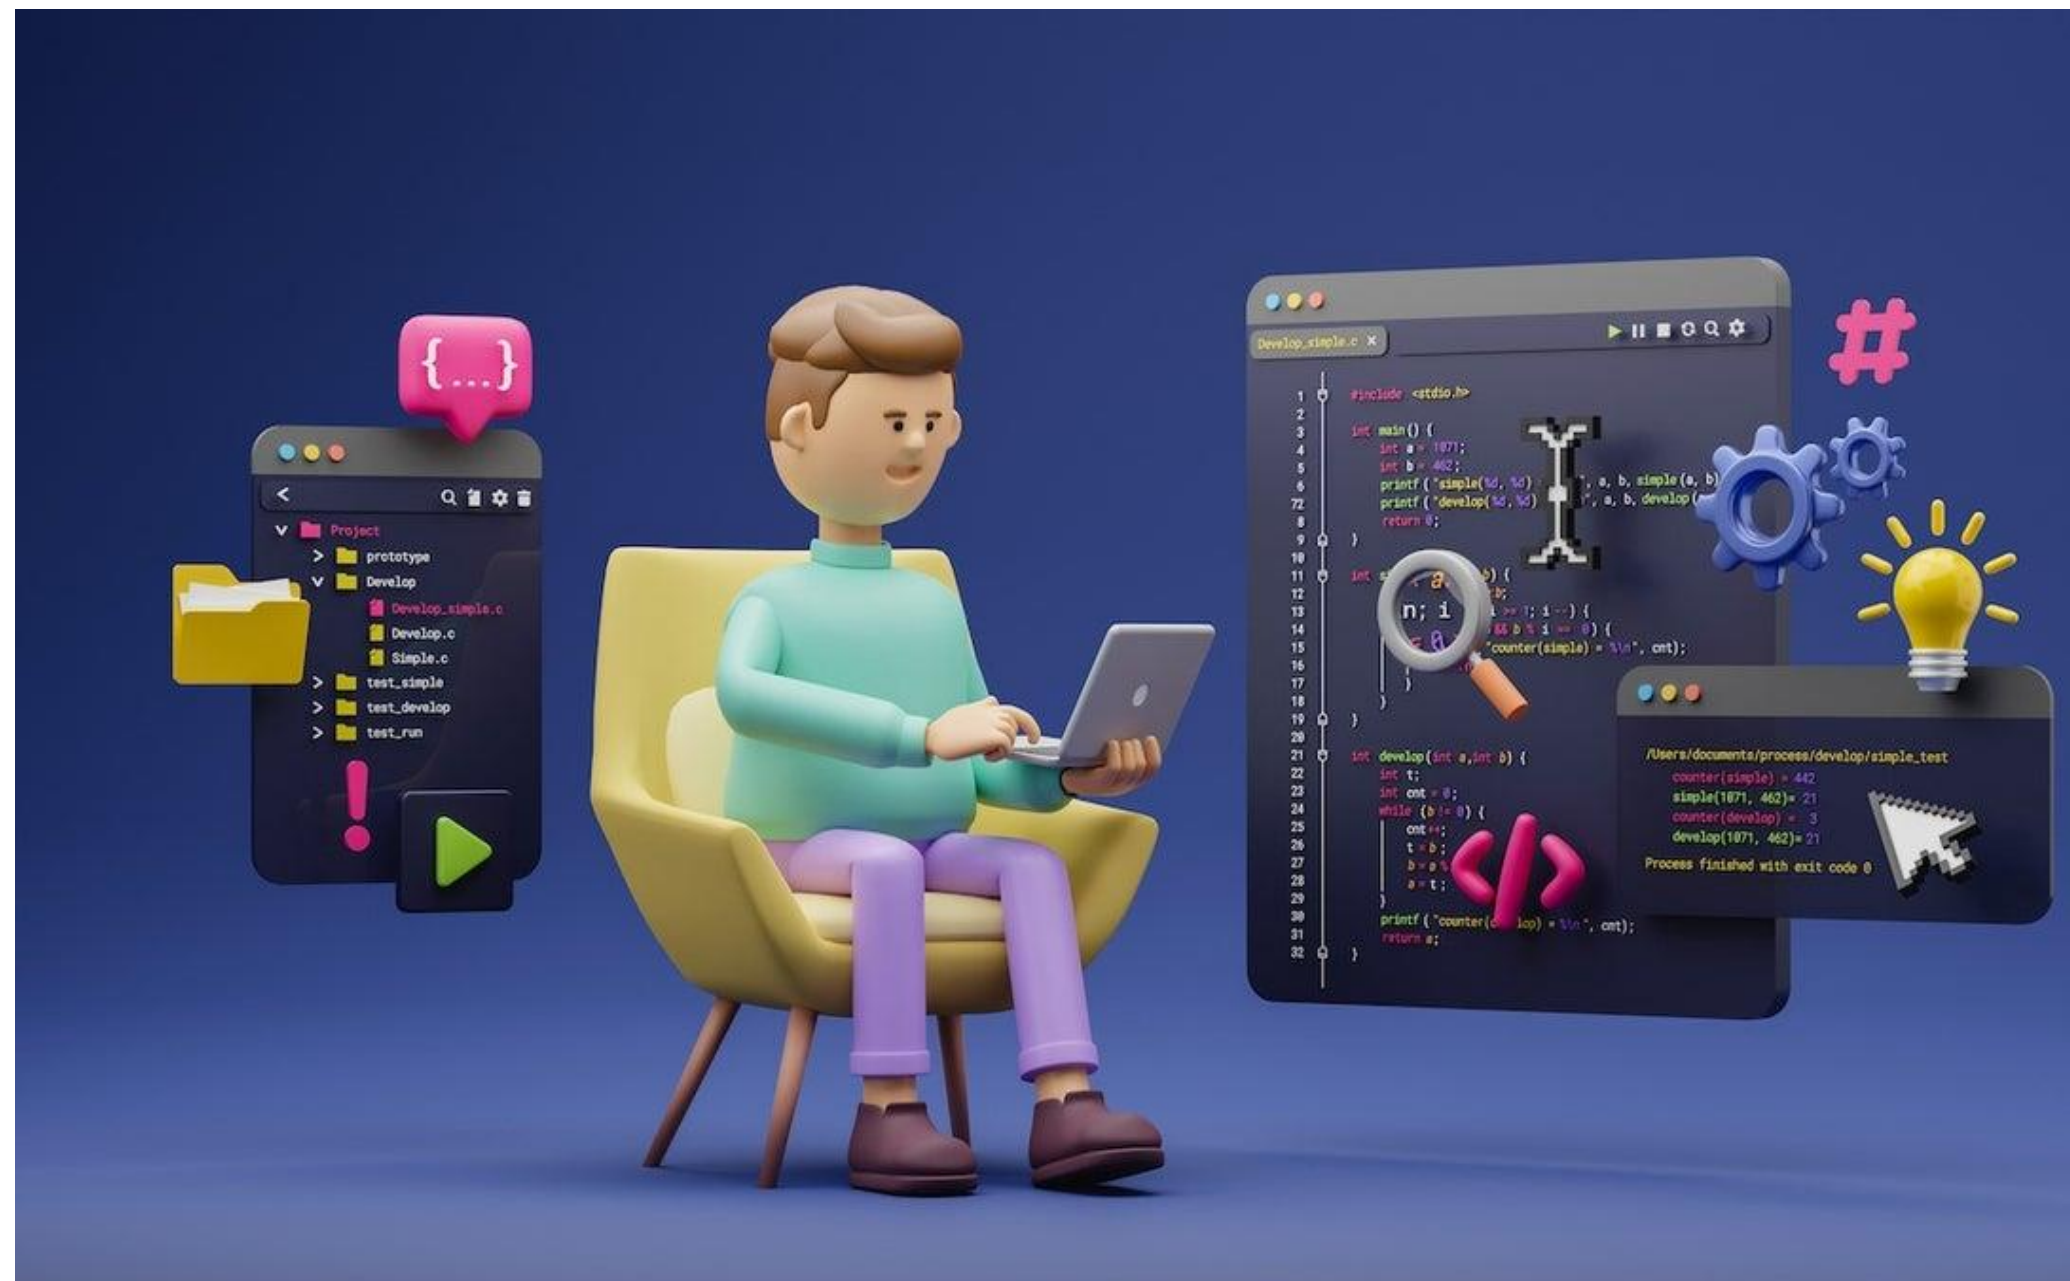 {...}
Project
prototype
Develop
Develop_simple.c
Develop.c
Simple.c
test_simple
test_develop
test_run
Develop_simple.c ×
1 #include <stdio.h>
2
3 int main() {
4 int a = 1071;
5 int b = 462;
6 printf ("simple(%d, %d) ", a, b, simple (a, b)
72 printf ("develop(%d, %d) ", a, b, develop (
8 return 0;
9 }
10
11 int b) {
12 b;
13 n; i i >= 1; i --) {
14 && b % i == 0) {
15 "counter(simple) = %\n", cnt);
16
17 }
18 }
19 }
20
21 int develop(int a,int b) {
22 int t;
23 int cnt = 0;
24 while (b != 0) {
25 cnt ++;
26 t = b;
27 b = a %
28 a = t;
29 }
30 printf ( "counter( lop) = %\n", cnt);
31 return a;
32 }
#
</>
/Users/documents/process/develop/simple_test
counter(simple) = 442
simple(1071, 462)= 21
counter(develop) = 3
develop(1071, 462)= 21
Process finished with exit code 0